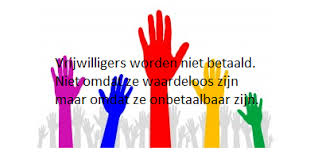 Vrijwilligers worden niet betaald.
Niet omdat ze waardeloos zijn
maar omdat ze onbetaalbaar zijn.